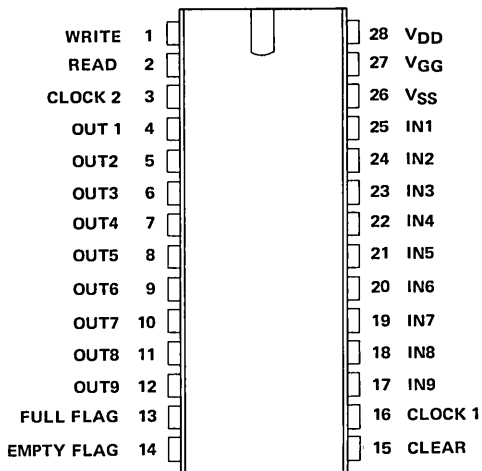 WRITE 1 28 VDD
READ 2 27 VGG
CLOCK 2 3 26 VSS
OUT 1 4 25 IN1
OUT2 5 24 IN2
OUT3 6 23 IN3
OUT4 7 22 IN4
OUT5 8 21 IN5
OUT6 9 20 IN6
OUT7 10 19 IN7
OUT8 11 18 IN8
OUT9 12 17 IN9
FULL FLAG 13 16 CLOCK 1
EMPTY FLAG 14 15 CLEAR